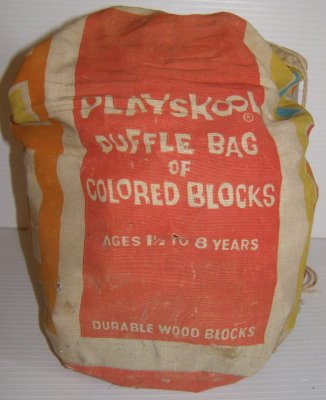 PLAYSKOOL®
DUFFLE BAG
OF
COLORED BLOCKS
AGES 1½ TO 8 YEARS
DURABLE WOOD BLOCKS